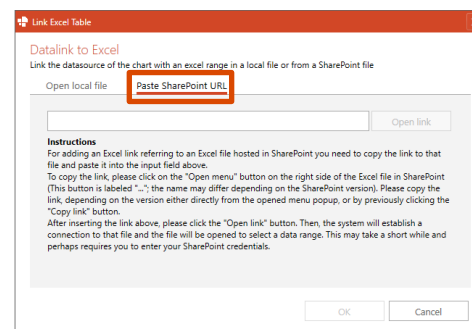 Link Excel Table
Datalink to Excel
Link the datasource of the chart with an excel range in a local file or from a SharePoint file
Open local file Paste SharePoint URL
Open link
Instructions
For adding an Excel link referring to an Excel file hosted in SharePoint you need to copy the link to that
file and paste it into the input field above.
To copy the link, please click on the "Open menu" button on the right side of the Excel file in SharePoint
(This button is labeled "..."; the name may differ depending on the SharePoint version). Please copy the
link, depending on the version either directly from the opened menu popup, or by previously clicking the
"Copy link" button.
After inserting the link above, please click the "Open link" button. Then, the system will establish a
connection to that file and the file will be opened to select a data range. This may take a short while and
perhaps requires you to enter your SharePoint credentials.
OK Cancel